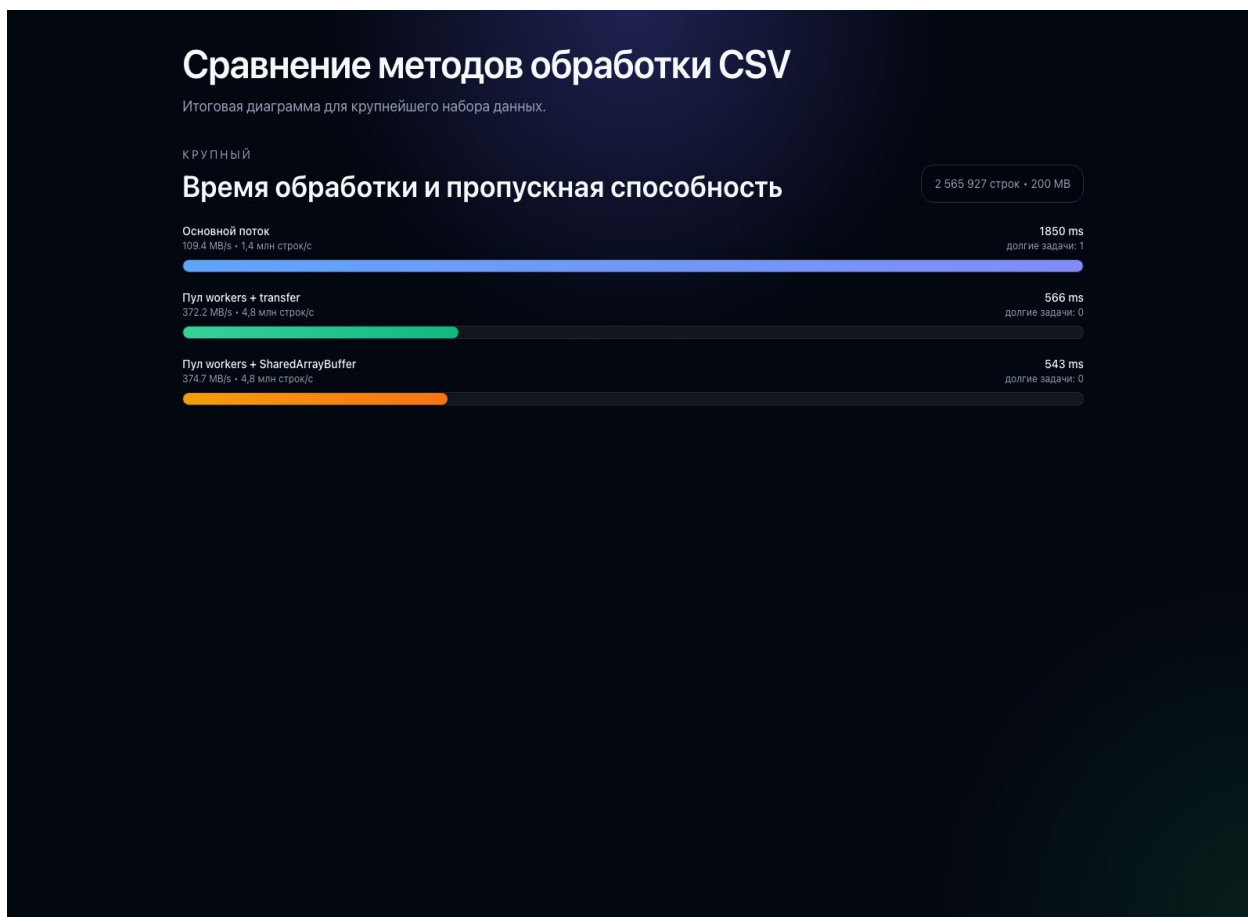 Сравнение методов обработки CSV
Итоговая диаграмма для крупнейшего набора данных.
КРУПНЫЙ
Время обработки и пропускная способность
2 565 927 строк • 200 MB
Основной поток
1850 ms
109.4 MB/s • 1,4 млн строк/с
долгие задачи: 1
Пул workers + transfer
566 ms
372.2 MB/s • 4,8 млн строк/с
долгие задачи: 0
Пул workers + SharedArrayBuffer
543 ms
374.7 MB/s • 4,8 млн строк/с
долгие задачи: 0